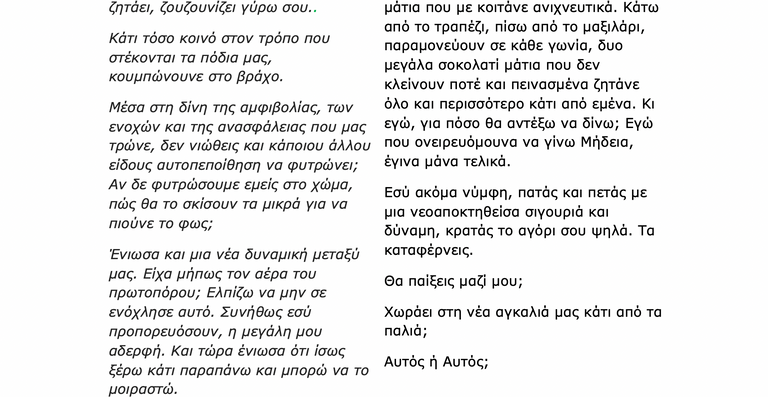 ζητάει, ζουζουνίζει γύρω σου..
Κάτι τόσο κοινό στον τρόπο που
στέκονται τα πόδια μας,
κουμπώνουνε στο βράχο.
Μέσα στη δίνη της αμφιβολίας, των
ενοχών και της ανασφάλειας που μας
τρώνε, δεν νιώθεις και κάποιου άλλου
είδους αυτοπεποίθηση να φυτρώνει;
Αν δε φυτρώσουμε εμείς στο χώμα,
πώς θα το σκίσουν τα μικρά για να
πιούνε το φως;
Ένιωσα και μια νέα δυναμική μεταξύ
μας. Είχα μήπως τον αέρα του
πρωτοπόρου; Ελπίζω να μην σε
ενόχλησε αυτό. Συνήθως εσύ
προπορευόσουν, η μεγάλη μου
αδερφή. Και τώρα ένιωσα ότι ίσως
ξέρω κάτι παραπάνω και μπορώ να το
μοιραστώ.
μάτια που με κοιτάνε ανιχνευτικά. Κάτω
από το τραπέζι, πίσω από το μαξιλάρι,
παραμονεύουν σε κάθε γωνία, δυο
μεγάλα σοκολατί μάτια που δεν
κλείνουν ποτέ και πεινασμένα ζητάνε
όλο και περισσότερο κάτι από εμένα. Κι
εγώ, για πόσο θα αντέξω να δίνω; Εγώ
που ονειρευόμουνα να γίνω Μήδεια,
έγινα μάνα τελικά.
Εσύ ακόμα νύμφη, πατάς και πετάς με
μια νεοαποκτηθείσα σιγουριά και
δύναμη, κρατάς το αγόρι σου ψηλά. Τα
καταφέρνεις.
Θα παίξεις μαζί μου;
Χωράει στη νέα αγκαλιά μας κάτι από τα
παλιά;
Αυτός ή Αυτός;